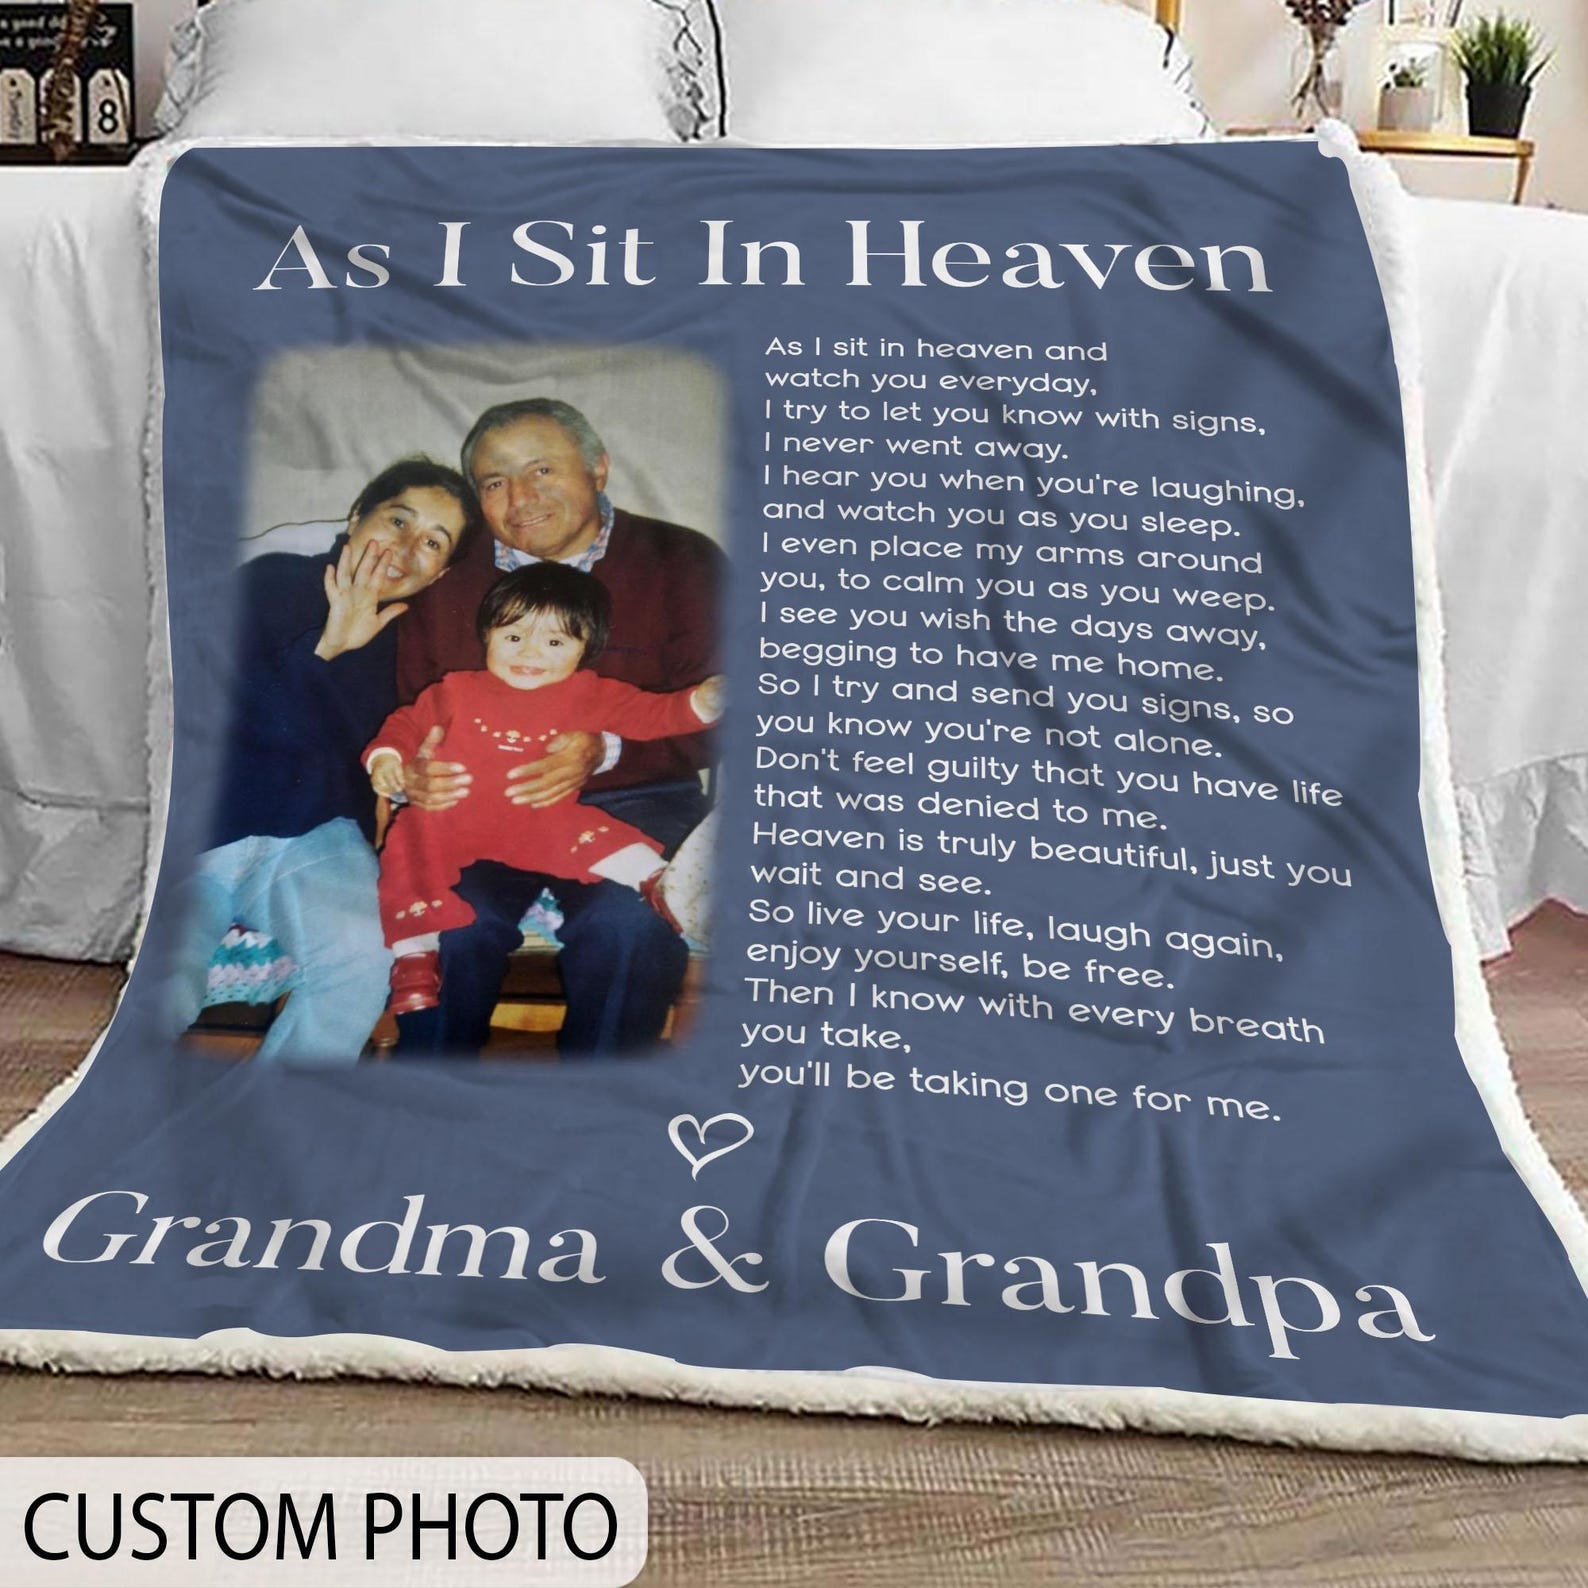 8
As I Sit In Heaven
As I sit in heaven and
watch you everyday,
I try to let you know with signs,
I never went away.
I hear you when you're laughing,
and watch you as you sleep.
I even place my arms around
you, to calm you as you weep.
I see you wish the days away,
begging to have me home.
So I try and send you signs, so
you know you're not alone.
Don't feel guilty that you have life
that was denied to me.
Heaven is truly beautiful, just you
wait and see.
So live your life, laugh again,
enjoy yourself, be free.
Then I know with every breath
you take,
you'll be taking one for me.
Grandma & Grandpa
CUSTOM PHOTO